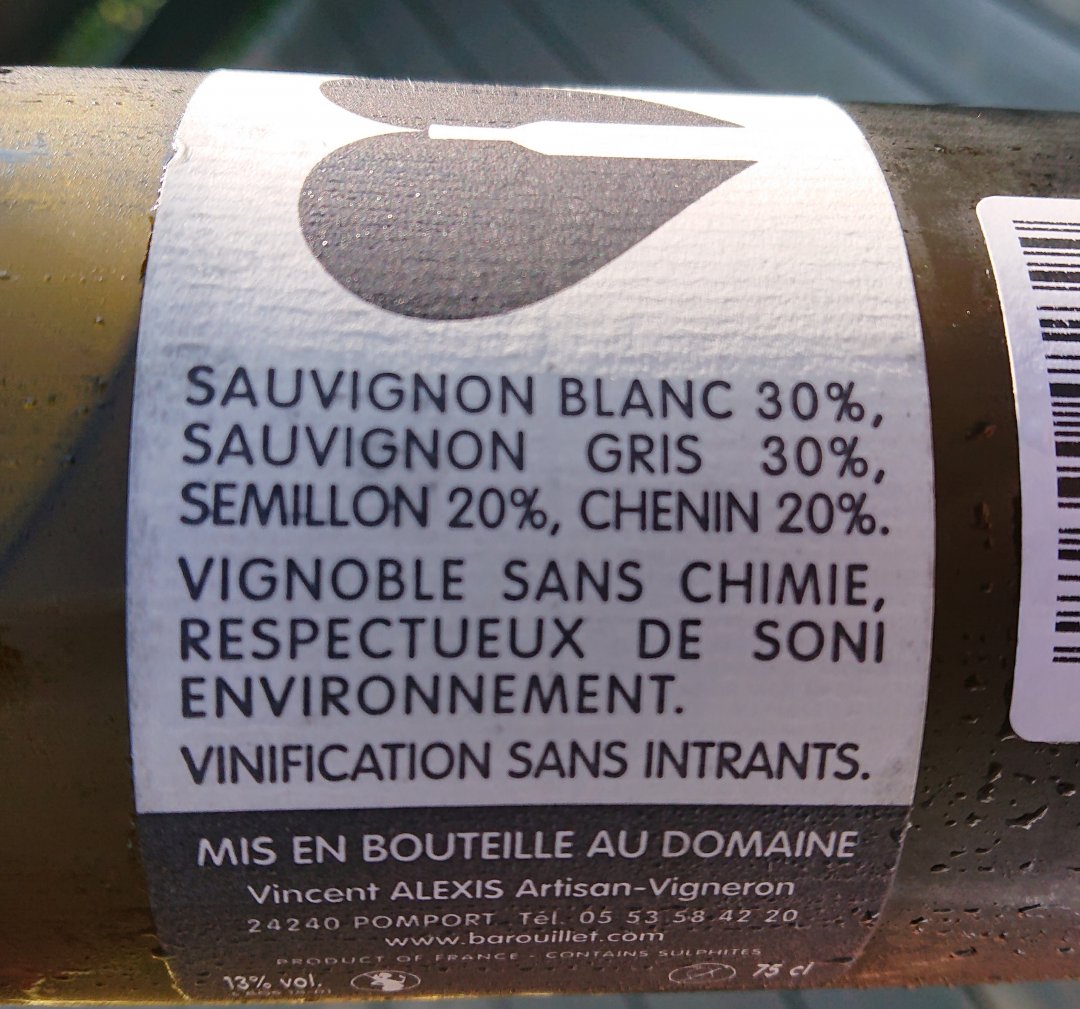 SAUVIGNON BLANC 30%,
SAUVIGNON GRIS 30%,
SEMILLON 20%, CHENIN 20%.
VIGNOBLE SANS CHIMIE,
RESPECTUEUX DE SONI
ENVIRONNEMENT.
VINIFICATION SANS INTRANTS.
MIS EN BOUTEILLE AU DOMAINE
Vincent ALEXIS Artisan-Vigneron
24240 POMPORT Tél. 05 53 58 42 20
www.barouillet.com
PRODUCT OF FRANCE - CONTAINS SULPHITES
13% vol. 75 cl